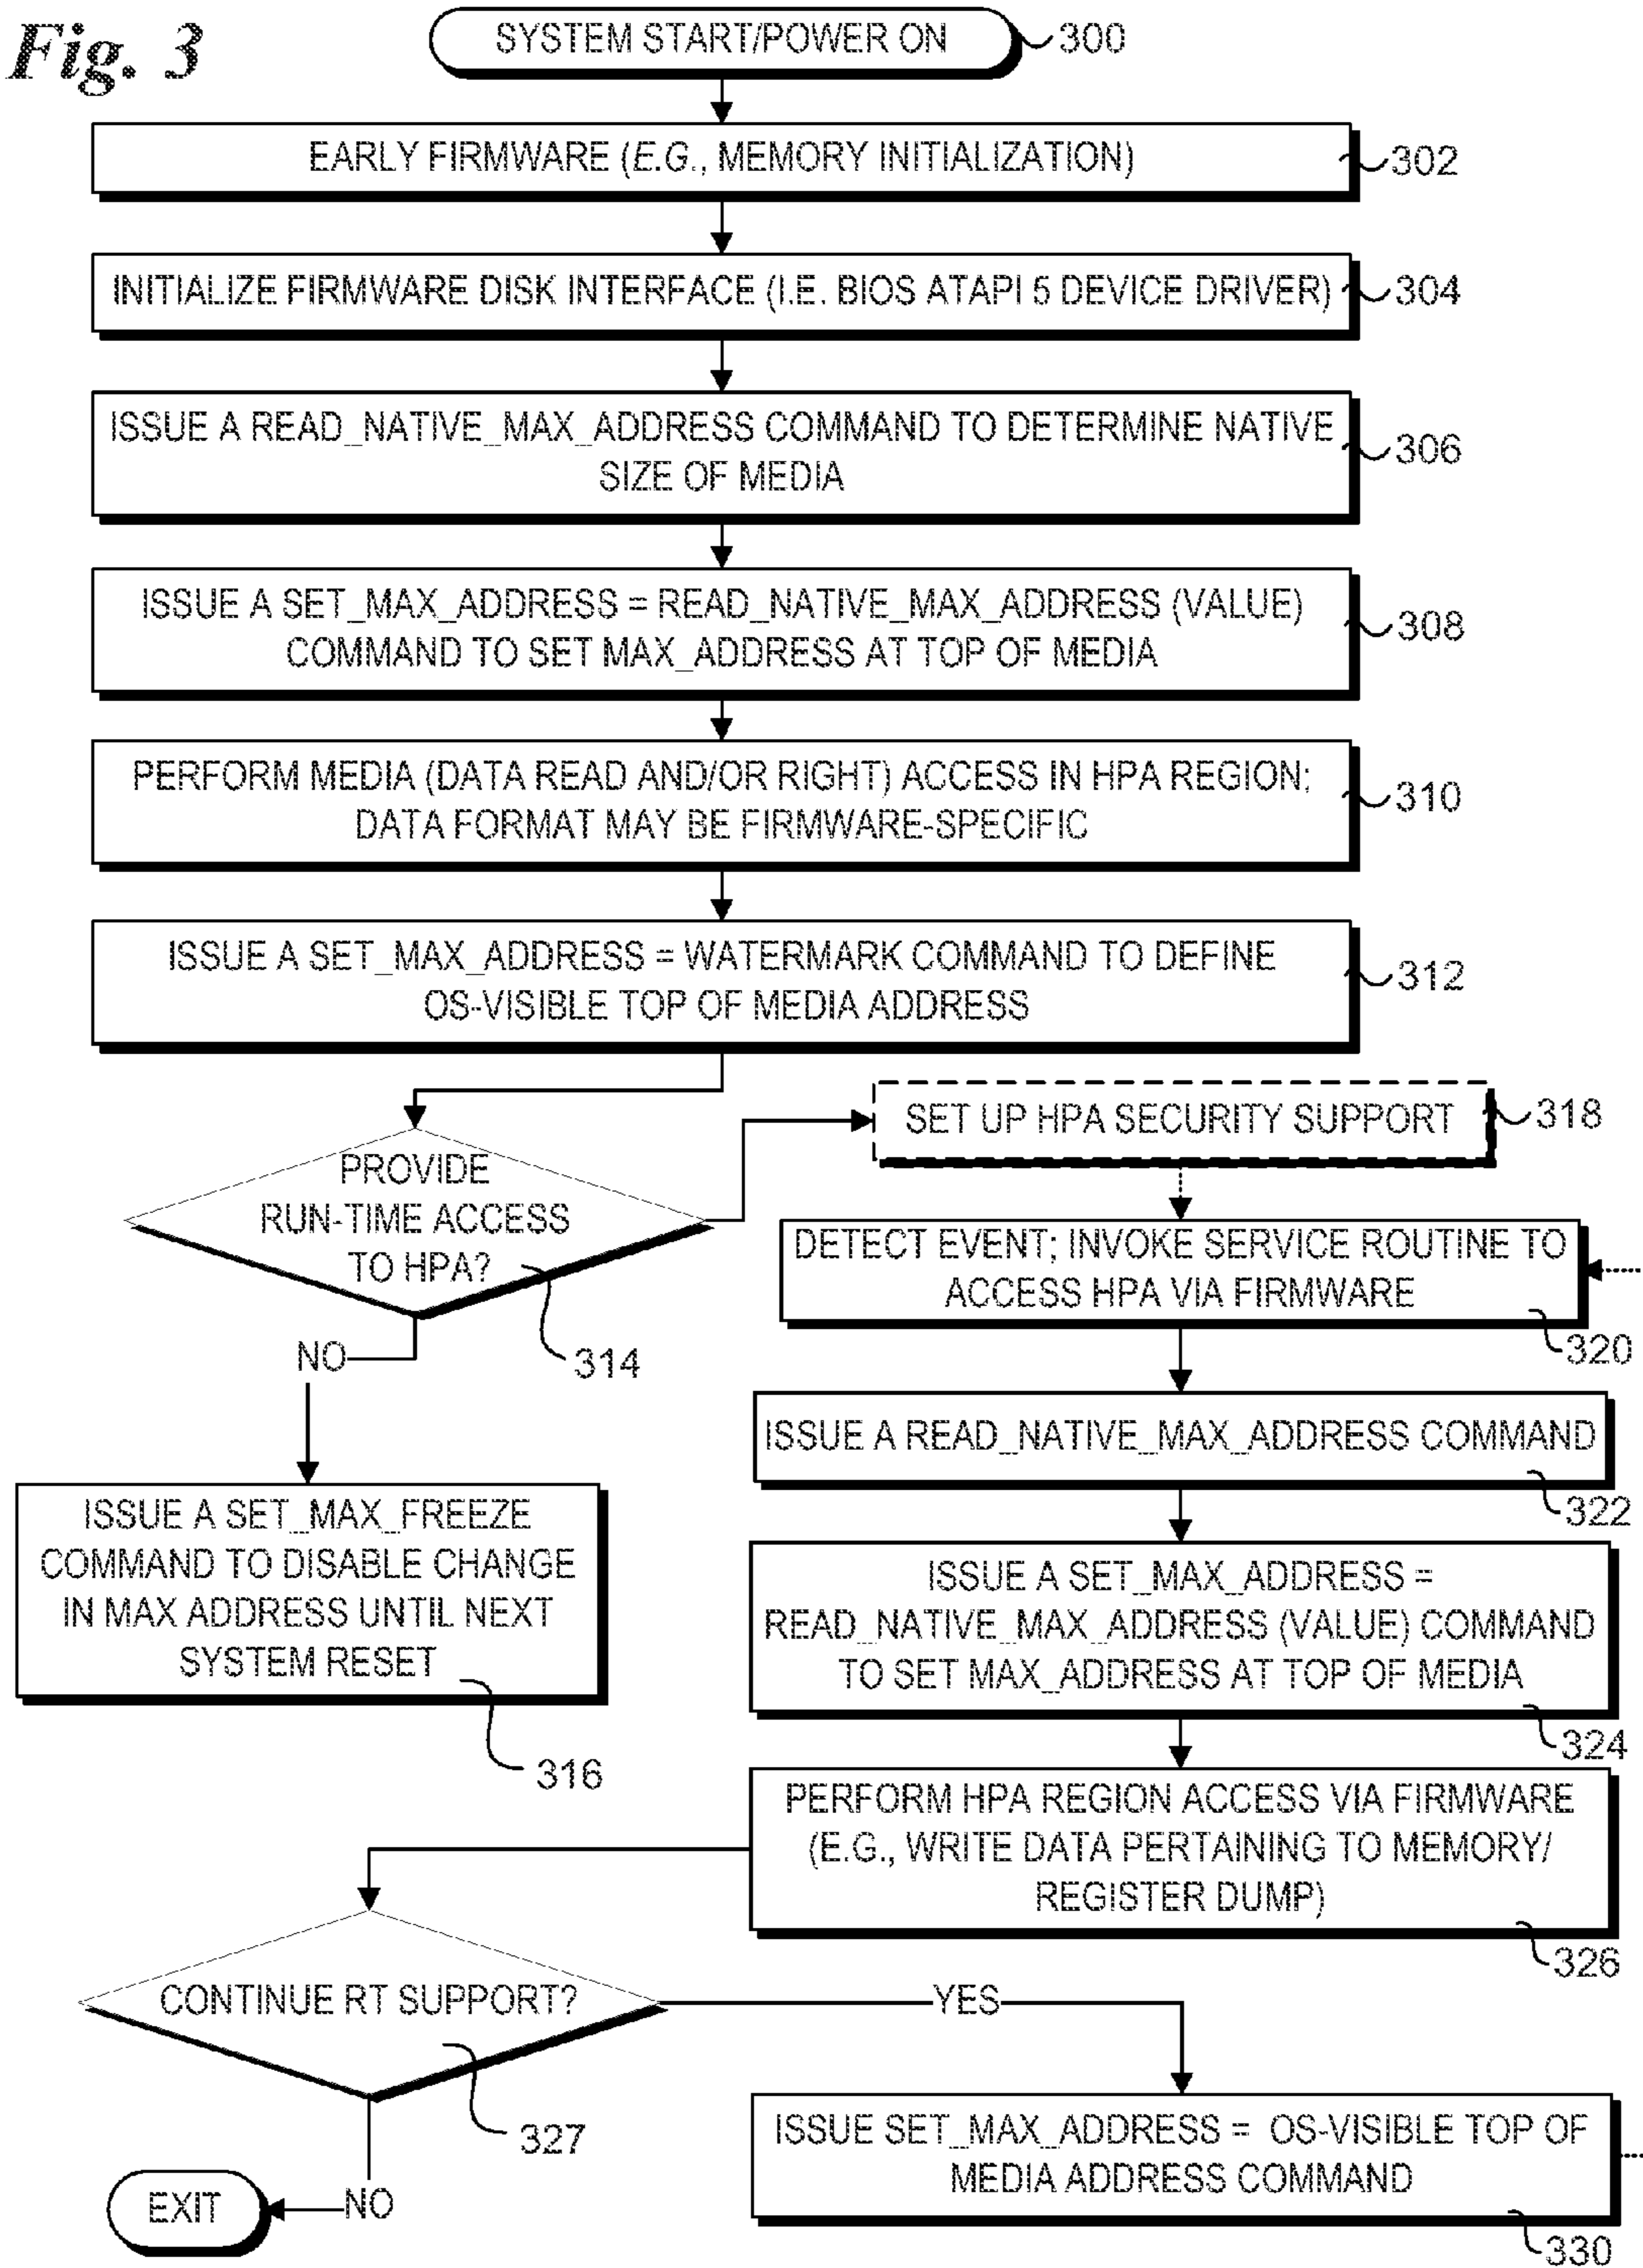 Fig. 3
SYSTEM START/POWER ON
300
EARLY FIRMWARE (E.G., MEMORY INITIALIZATION)
302
INITIALIZE FIRMWARE DISK INTERFACE (I.E. BIOS ATAPI 5 DEVICE DRIVER)
304
ISSUE A READ_NATIVE_MAX_ADDRESS COMMAND TO DETERMINE NATIVE
SIZE OF MEDIA
306
ISSUE A SET_MAX_ADDRESS = READ_NATIVE_MAX_ADDRESS (VALUE)
COMMAND TO SET MAX_ADDRESS AT TOP OF MEDIA
308
PERFORM MEDIA (DATA READ AND/OR RIGHT) ACCESS IN HPA REGION;
DATA FORMAT MAY BE FIRMWARE-SPECIFIC
310
ISSUE A SET_MAX_ADDRESS = WATERMARK COMMAND TO DEFINE
OS-VISIBLE TOP OF MEDIA ADDRESS
312
PROVIDE
RUN-TIME ACCESS
TO HPA?
314
NO
ISSUE A SET_MAX_FREEZE
COMMAND TO DISABLE CHANGE
IN MAX ADDRESS UNTIL NEXT
SYSTEM RESET
316
SET UP HPA SECURITY SUPPORT
318
DETECT EVENT; INVOKE SERVICE ROUTINE TO
ACCESS HPA VIA FIRMWARE
320
ISSUE A READ_NATIVE_MAX_ADDRESS COMMAND
322
ISSUE A SET_MAX_ADDRESS =
READ_NATIVE_MAX_ADDRESS (VALUE) COMMAND
TO SET MAX_ADDRESS AT TOP OF MEDIA
324
PERFORM HPA REGION ACCESS VIA FIRMWARE
(E.G., WRITE DATA PERTAINING TO MEMORY/
REGISTER DUMP)
326
CONTINUE RT SUPPORT?
327
YES
NO
EXIT
ISSUE SET_MAX_ADDRESS = OS-VISIBLE TOP OF
MEDIA ADDRESS COMMAND
330